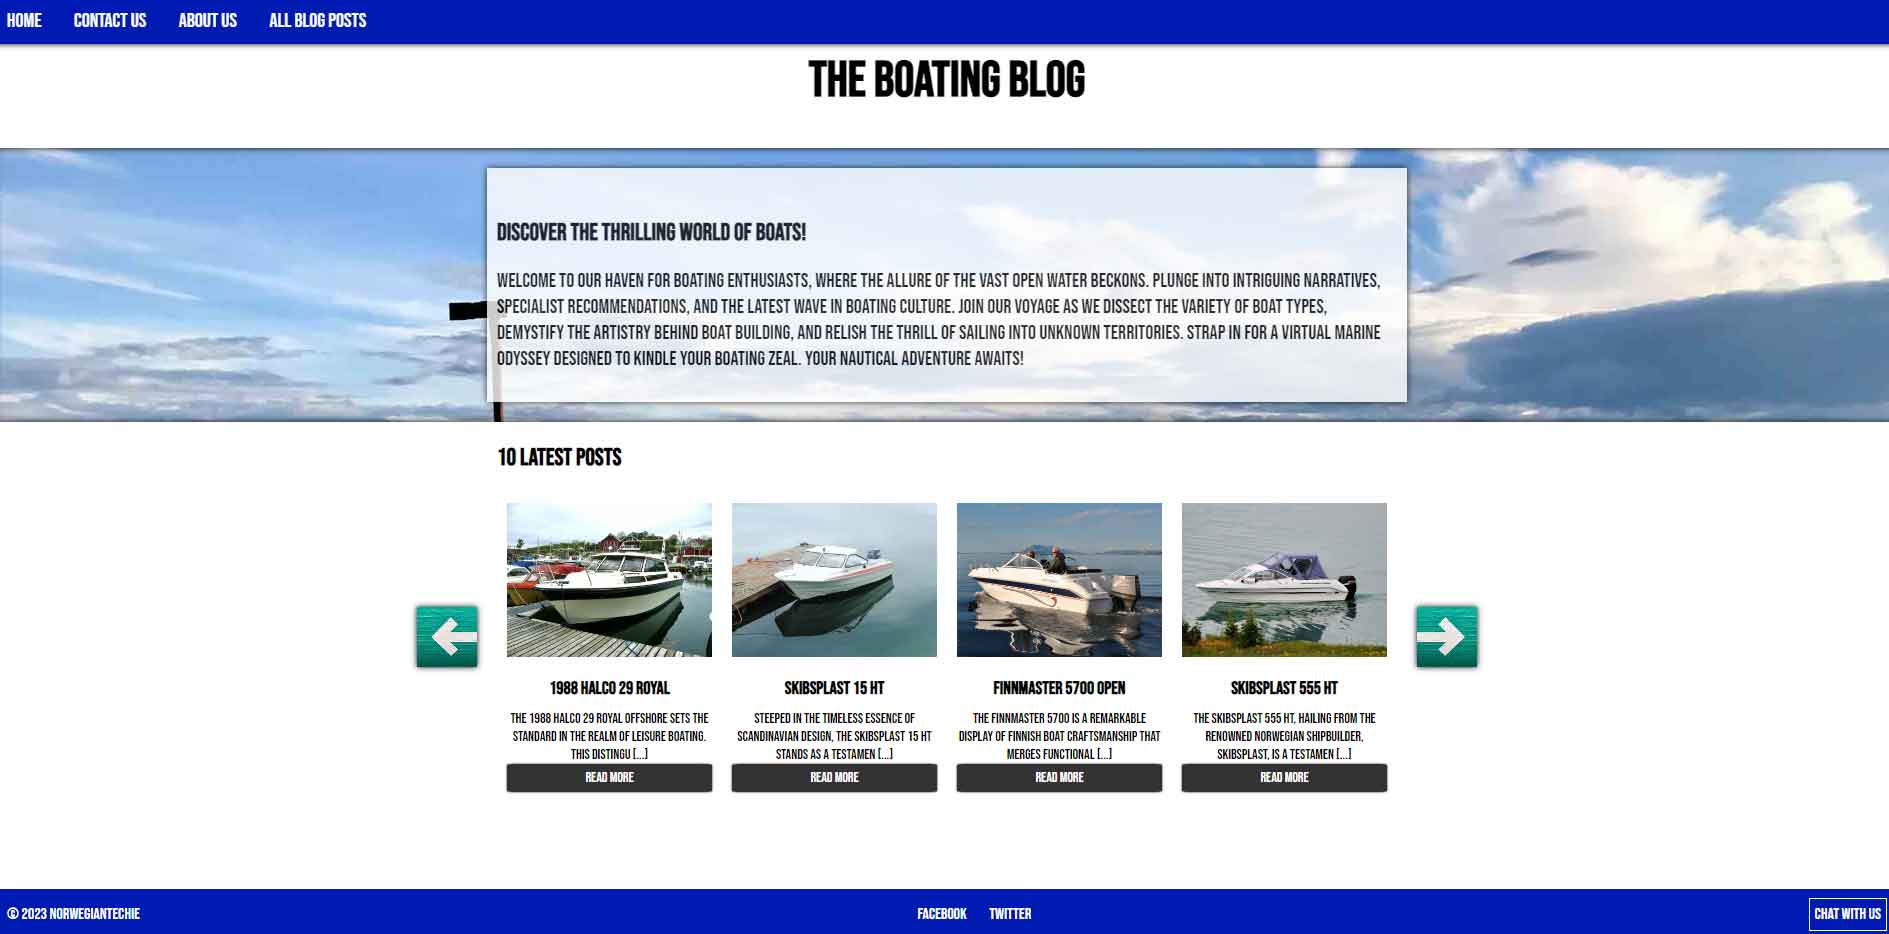 HOME CONTACT US ABOUT US ALL BLOG POSTS
THE BOATING BLOG
DISCOVER THE THRILLING WORLD OF BOATS!
WELCOME TO OUR HAVEN FOR BOATING ENTHUSIASTS, WHERE THE ALLURE OF THE VAST OPEN WATER BECKONS. PLUNGE INTO INTRIGUING NARRATIVES,
SPECIALIST RECOMMENDATIONS, AND THE LATEST WAVE IN BOATING CULTURE. JOIN OUR VOYAGE AS WE DISSECT THE VARIETY OF BOAT TYPES,
DEMYSTIFY THE ARTISTRY BEHIND BOAT BUILDING, AND RELISH THE THRILL OF SAILING INTO UNKNOWN TERRITORIES. STRAP IN FOR A VIRTUAL MARINE
ODYSSEY DESIGNED TO KINDLE YOUR BOATING ZEAL. YOUR NAUTICAL ADVENTURE AWAITS!
10 LATEST POSTS
1988 HALCO 29 ROYAL
THE 1988 HALCO 29 ROYAL OFFSHORE SETS THE
STANDARD IN THE REALM OF LEISURE BOATING.
THIS DISTINGU [...]
READ MORE
SKIBSPLAST 15 HT
STEEPED IN THE TIMELESS ESSENCE OF
SCANDINAVIAN DESIGN, THE SKIBSPLAST 15 HT
STANDS AS A TESTAMEN [...]
READ MORE
FINNMASTER 5700 OPEN
THE FINNMASTER 5700 IS A REMARKABLE
DISPLAY OF FINNISH BOAT CRAFTSMANSHIP THAT
MERGES FUNCTIONAL [...]
READ MORE
SKIBSPLAST 555 HT
THE SKIBSPLAST 555 HT, HAILING FROM THE
RENOWNED NORWEGIAN SHIPBUILDER,
SKIBSPLAST, IS A TESTAMEN [...]
READ MORE
© 2023 NORWEGIANTECHIE FACEBOOK TWITTER CHAT WITH US